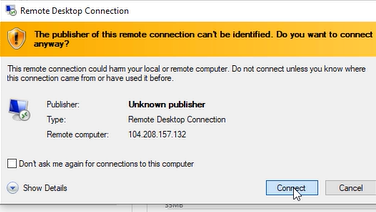 Remote Desktop Connection
The publisher of this remote connection can't be identified. Do you want to connect
anyway?
This remote connection could harm your local or remote computer. Do not connect unless you know where
this connection came from or have used it before.
Publisher: Unknown publisher
Type: Remote Desktop Connection
Remote computer: 104.208.157.132
Don't ask me again for connections to this computer
Show Details Connect Cancel